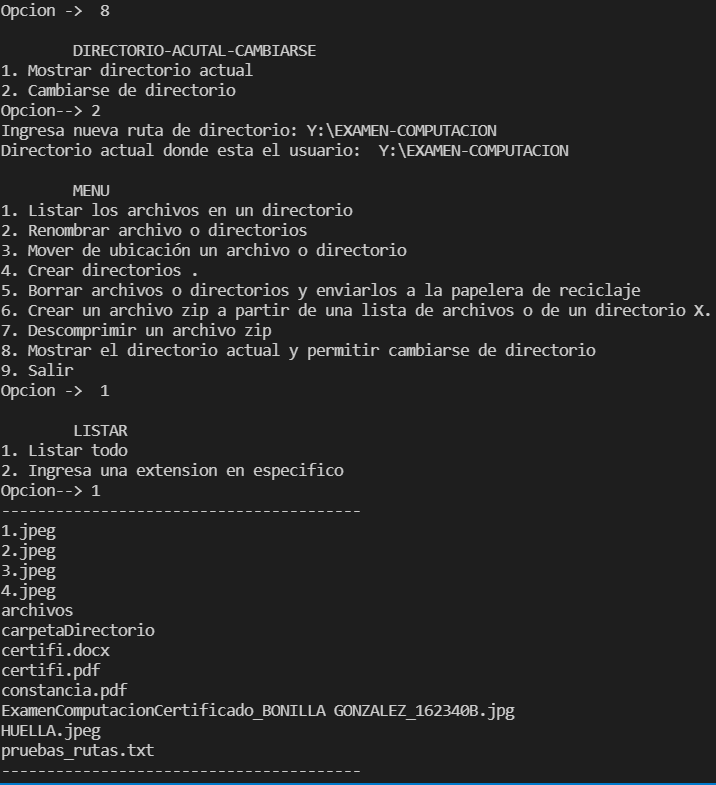 Opcion ->  8
DIRECTORIO-ACUTAL-CAMBIARSE
1. Mostrar directorio actual
2. Cambiarse de directorio
Opcion--> 2
Ingresa nueva ruta de directorio: Y:\EXAMEN-COMPUTACION
Directorio actual donde esta el usuario:  Y:\EXAMEN-COMPUTACION
MENU
1. Listar los archivos en un directorio
2. Renombrar archivo o directorios
3. Mover de ubicación un archivo o directorio
4. Crear directorios .
5. Borrar archivos o directorios y enviarlos a la papelera de reciclaje
6. Crear un archivo zip a partir de una lista de archivos o de un directorio X.
7. Descomprimir un archivo zip
8. Mostrar el directorio actual y permitir cambiarse de directorio
9. Salir
Opcion ->  1
LISTAR
1. Listar todo
2. Ingresa una extension en especifico
Opcion--> 1
----------------------------------------
1.jpeg
2.jpeg
3.jpeg
4.jpeg
archivos
carpetaDirectorio
certifi.docx
certifi.pdf
constancia.pdf
ExamenComputacionCertificado_BONILLA GONZALEZ_162340B.jpg
HUELLA.jpeg
pruebas_rutas.txt
----------------------------------------